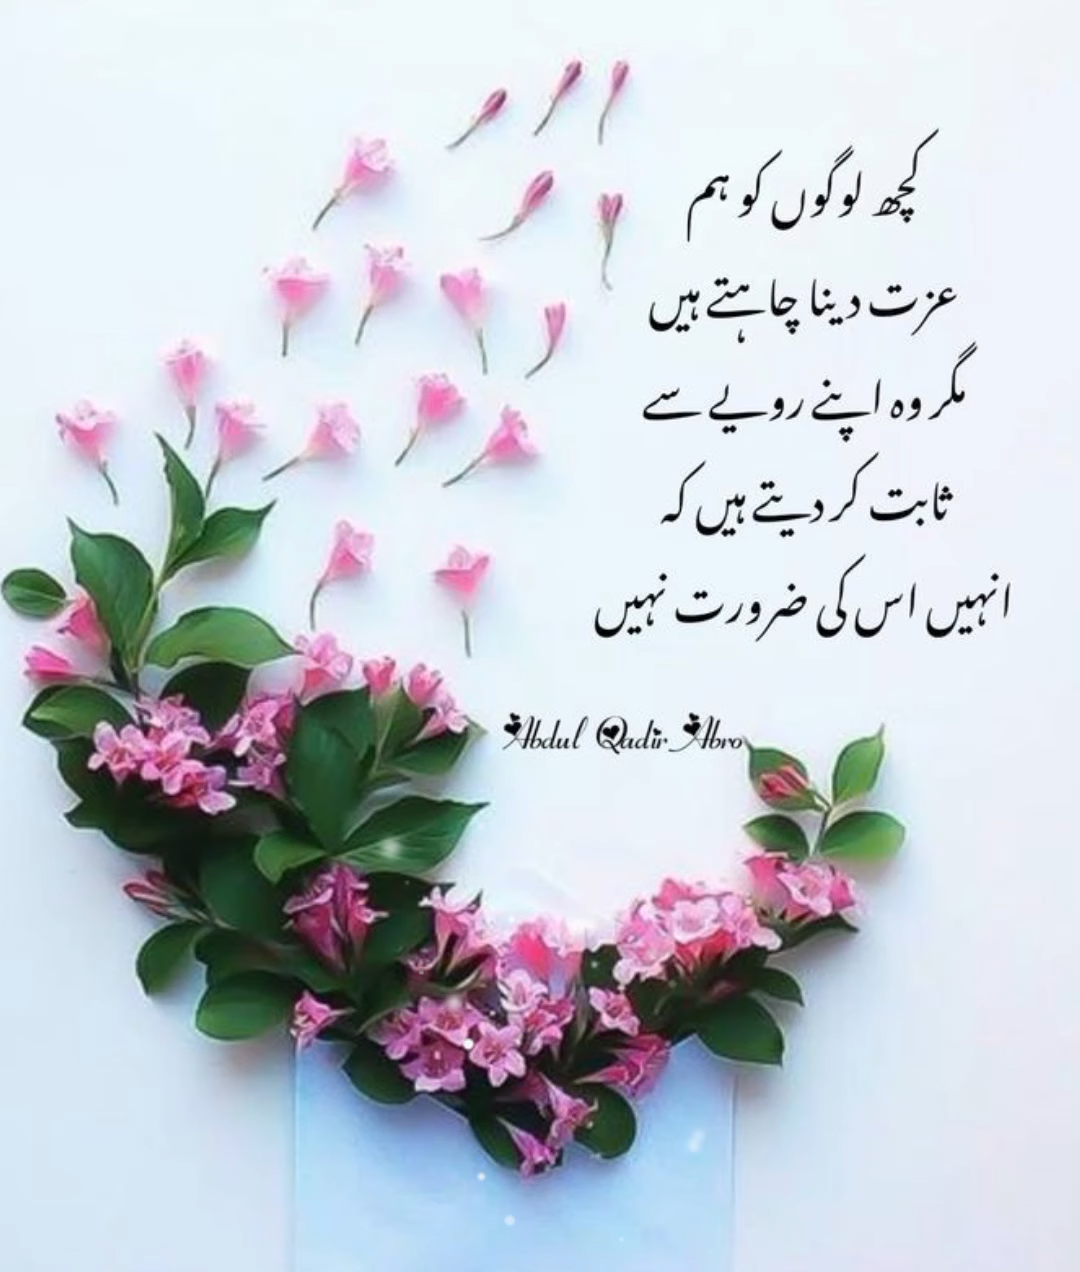 کچھ لوگوں کو ہم
عزت دینا چاہتے ہیں
مگر وہ اپنے رویے سے
ثابت کر دیتے ہیں کہ
انہیں اس کی ضرورت نہیں
Abdul Qadir Abro